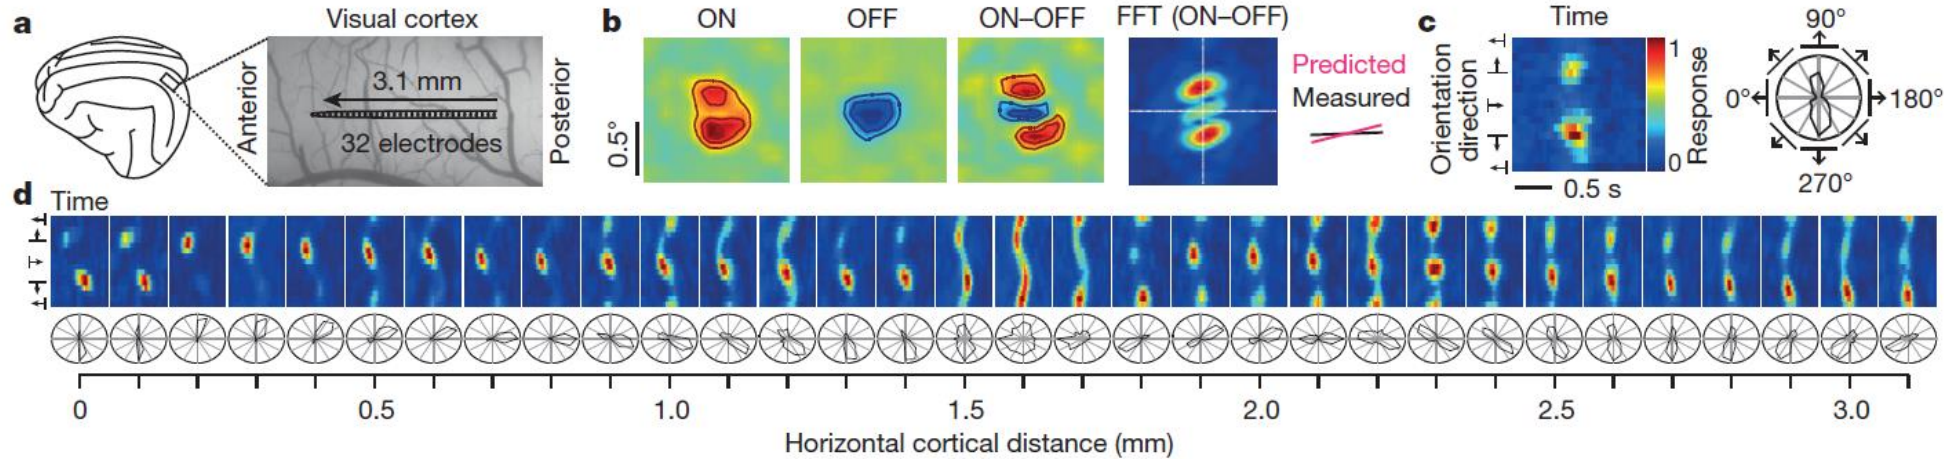 a
Visual cortex
Anterior
3.1 mm
32 electrodes
Posterior
b
ON
OFF
ON–OFF
FFT (ON–OFF)
0.5°
Predicted
Measured
c
Time
Orientation
direction
1
0
Response
0.5 s
90°
0°
180°
270°
d
Time
0
0.5
1.0
1.5
2.0
2.5
3.0
Horizontal cortical distance (mm)